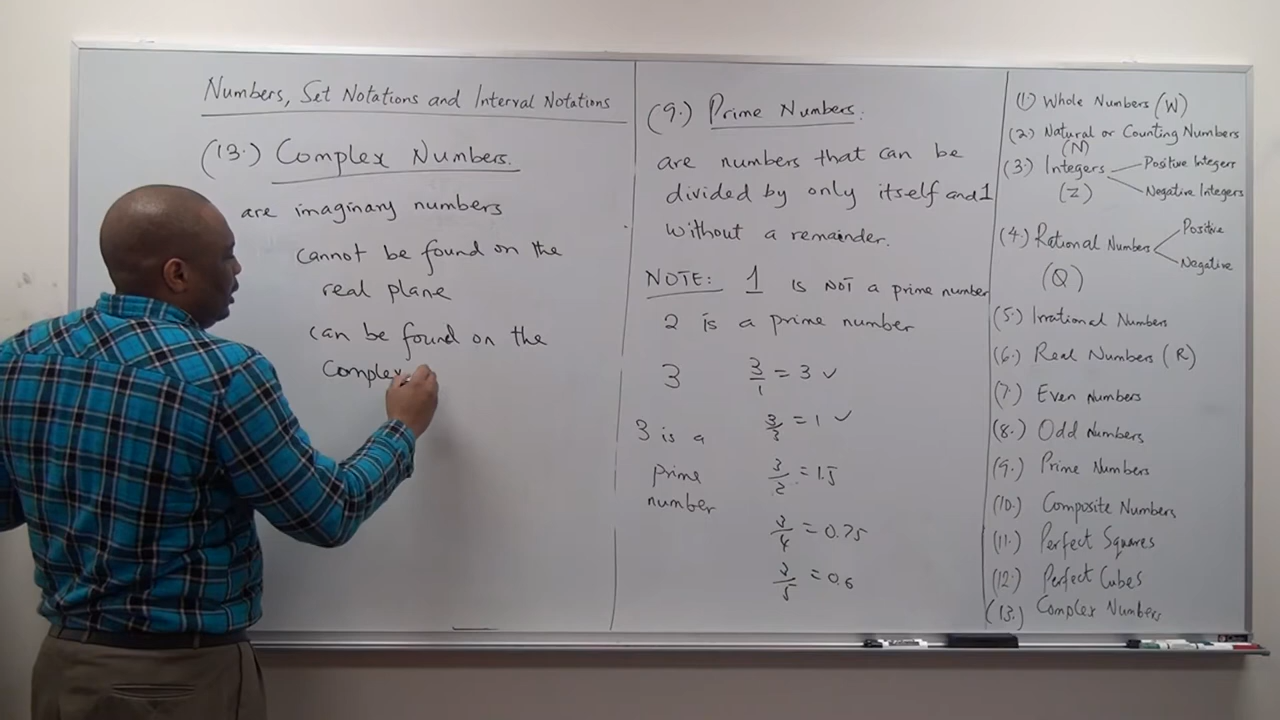 Numbers, Set Notations and Interval Notations
(13.) Complex Numbers.
are imaginary numbers
cannot be found on the
real plane
can be found on the
Complex
(9.) Prime Numbers.
are numbers that can be
divided by only itself and 1
without a remainder.
NOTE: 1 is NOT a prime number
2 is a prime number
3 3/1 = 3 ✓
3/3 = 1 ✓
3 is a
prime
number
3/2 = 1.5
3/4 = 0.75
3/5 = 0.6
(1) Whole Numbers (W)
(2.) Natural or Counting Numbers
(N)
(3.) Integers
Positive Integers
Negative Integers
(Z)
(4.) Rational Numbers
Positive
Negative
(Q)
(5.) Irrational Numbers
(6.) Real Numbers (R)
(7.) Even Numbers
(8.) Odd Numbers
(9.) Prime Numbers
(10.) Composite Numbers
(11.) Perfect Squares
(12.) Perfect Cubes
(13.) Complex Numbers